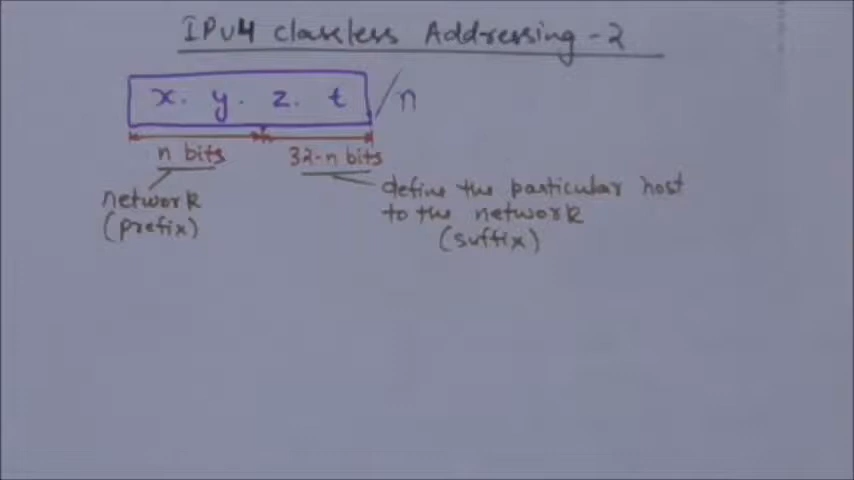 IPv4 Classless Addressing - 2
x. y. z. t /n
n bits 32-n bits
network
(prefix)
define the particular host
to the network
(suffix)